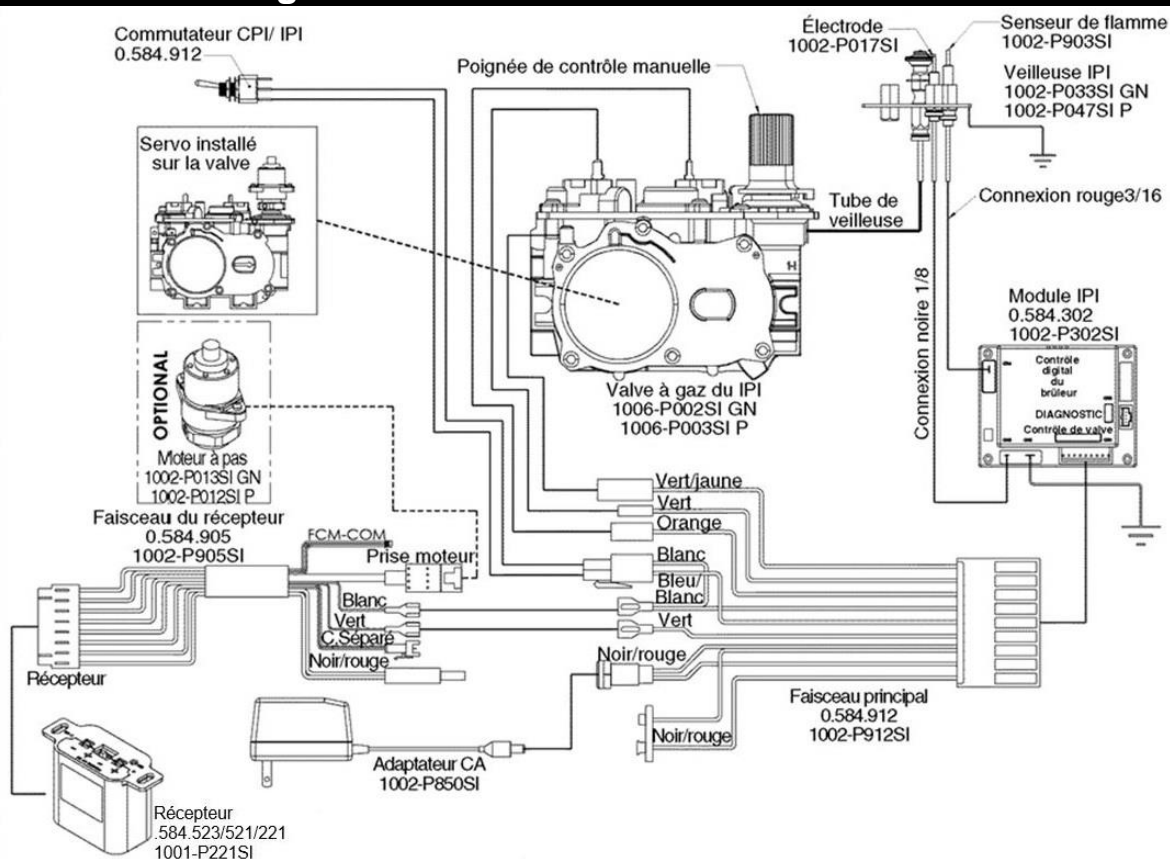 Commutateur CPI/ IPI
0.584.912
Poignée de contrôle manuelle
Électrode
1002-P017SI
Senseur de flamme
1002-P903SI
Veilleuse IPI
1002-P033SI GN
1002-P047SI P
Servo installé
sur la valve
Tube de
veilleuse
Connexion rouge3/16
Connexion noire 1/8
Module IPI
0.584.302
1002-P302SI
Contrôle
digital
du
brûleur
DIAGNOSTIC
Contrôle de valve
Valve à gaz du IPI
1006-P002SI GN
1006-P003SI P
OPTIONAL
Moteur à pas
1002-P013SI GN
1002-P012SI P
Faisceau du récepteur
0.584.905
1002-P905SI
FCM-COM
Prise moteur
Blanc
Vert
C,Séparé
Noir/rouge
Récepteur
Vert/jaune
Vert..
Orange
Blanc
Bleu/
Blanc
Vert
Noir/rouge
Noir/rouge
Faisceau principal
0.584.912
1002-P912SI
Adaptateur CA
1002-P850SI
Récepteur
.584.523/521/221
1001-P221SI